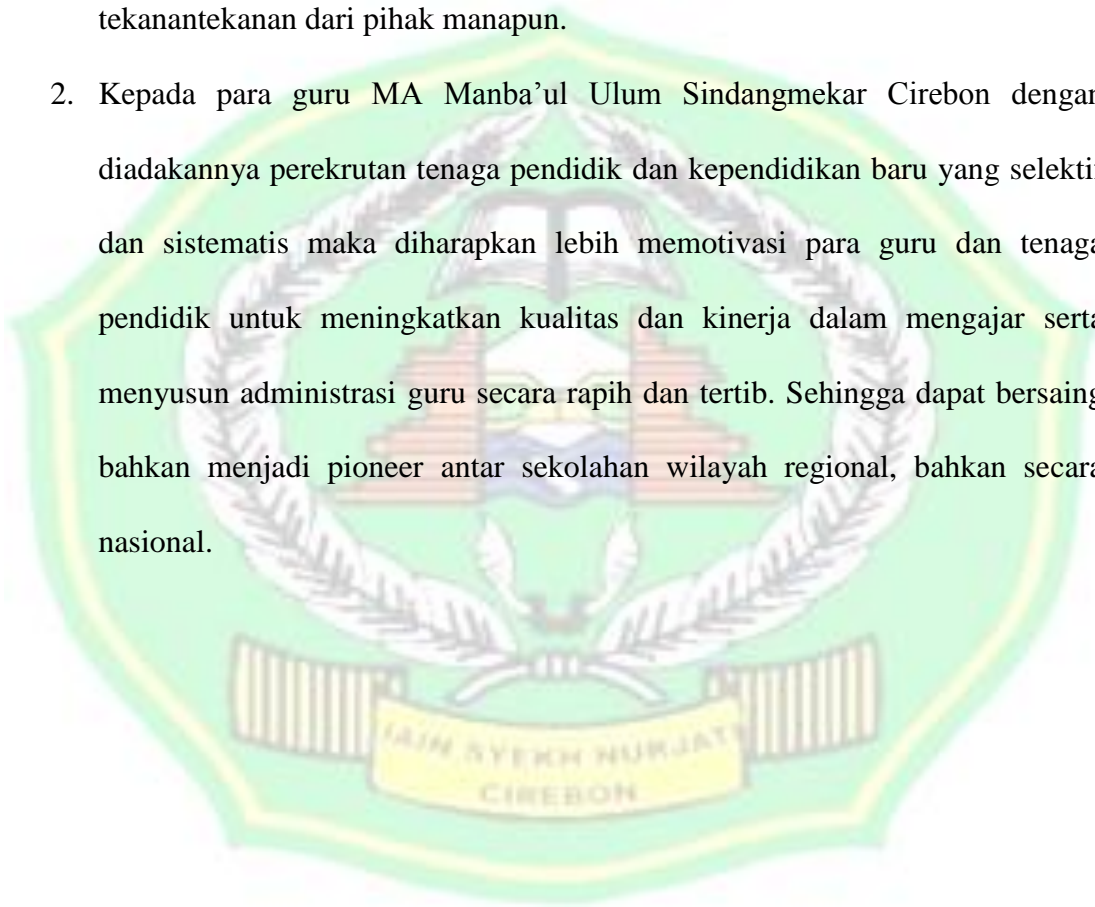 tekanantekanan dari pihak manapun.
2. Kepada para guru MA Manba’ul Ulum Sindangmekar Cirebon dengan
diadakannya perekrutan tenaga pendidik dan kependidikan baru yang selektif
dan sistematis maka diharapkan lebih memotivasi para guru dan tenaga
pendidik untuk meningkatkan kualitas dan kinerja dalam mengajar serta
menyusun administrasi guru secara rapih dan tertib. Sehingga dapat bersaing
bahkan menjadi pioneer antar sekolahan wilayah regional, bahkan secara
nasional.
IAIN SYEKH NURJATI
CIREBON